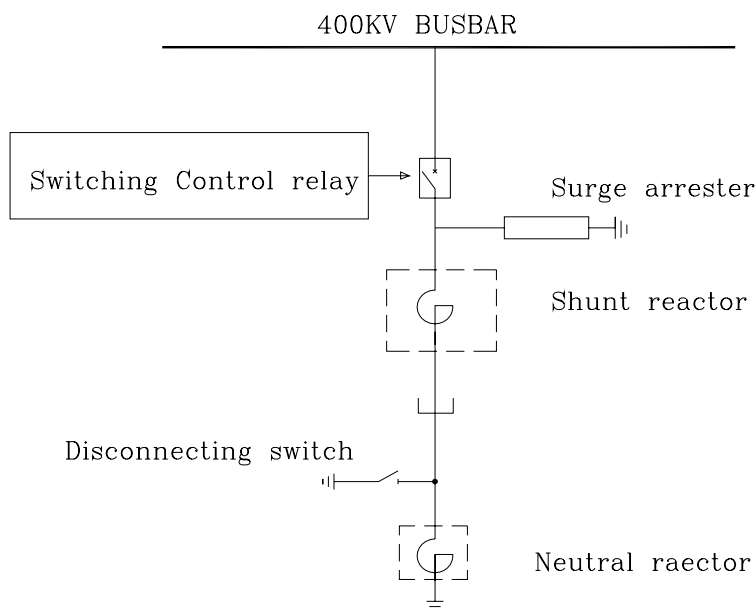 400KV BUSBAR
Switching Control relay
Surge arrester
Shunt reactor
Disconnecting switch
Neutral raector